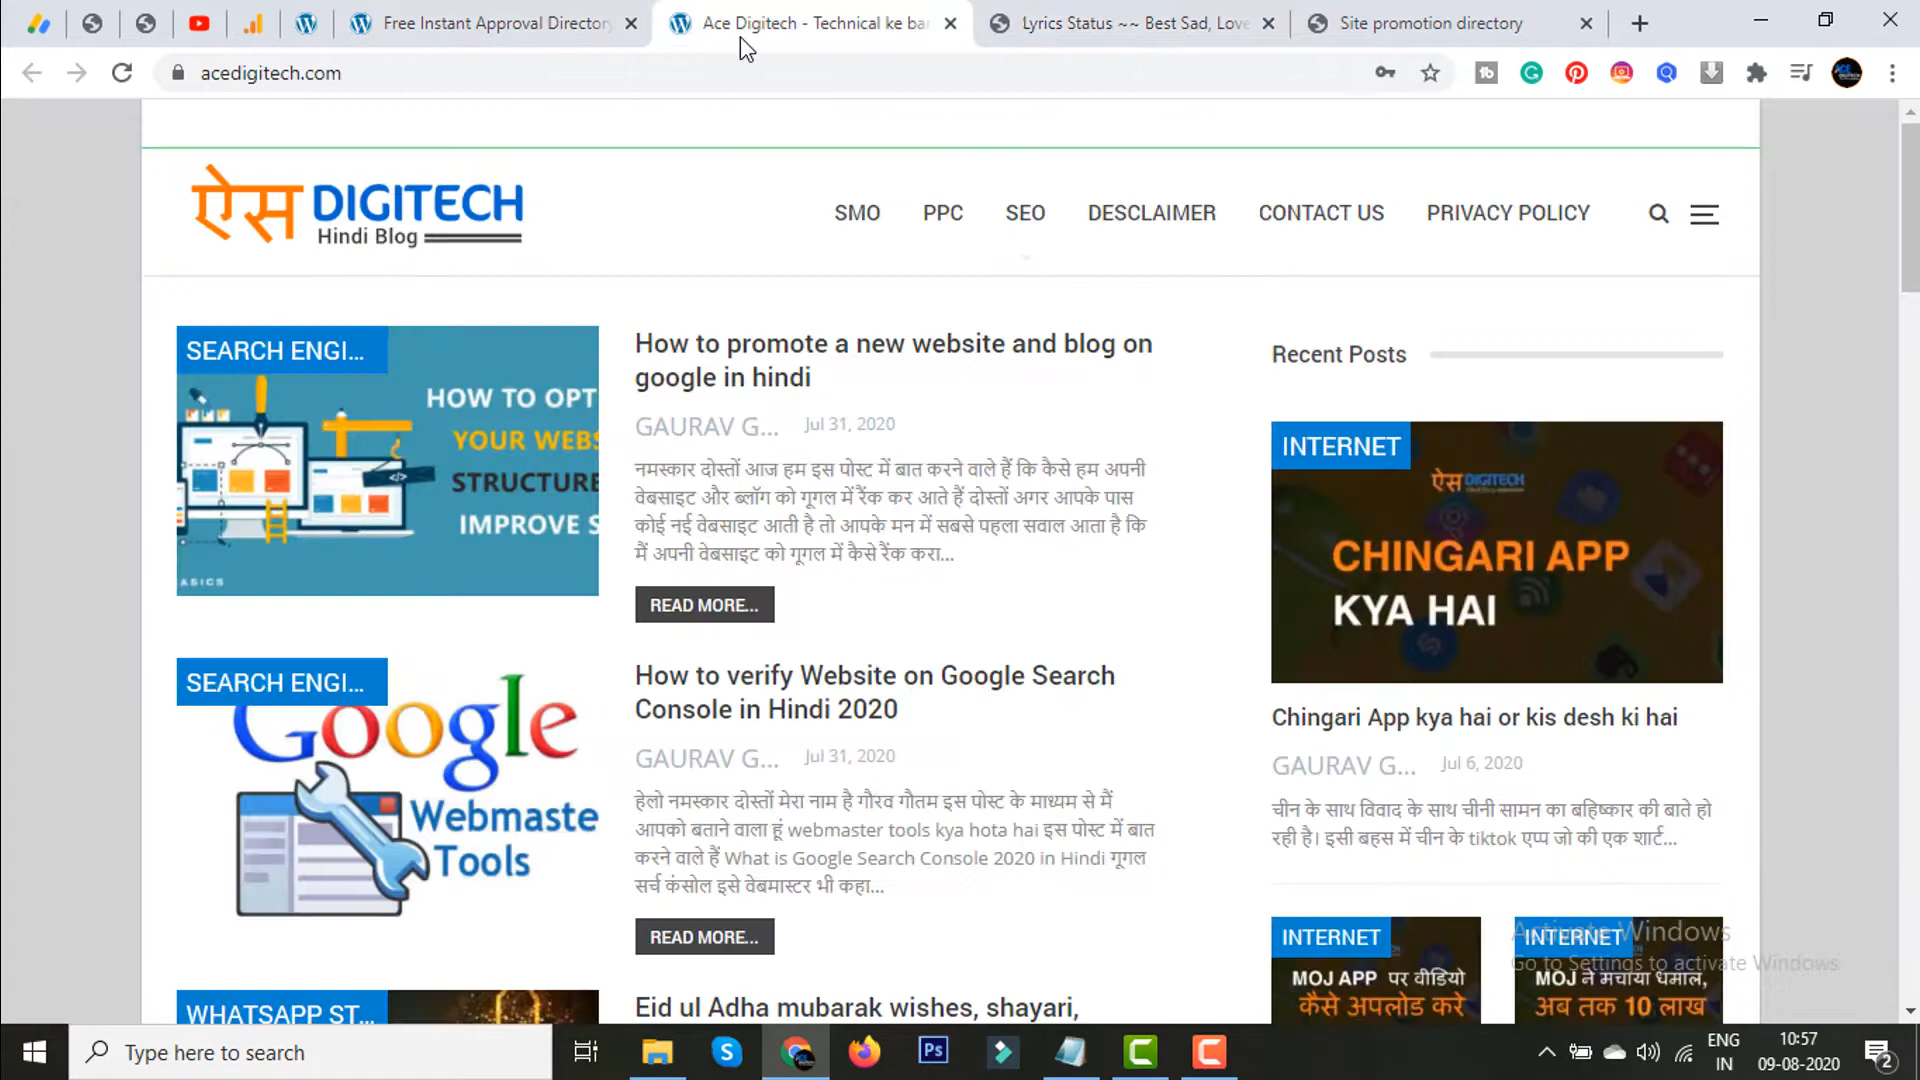 Free Instant Approval Directory
Ace Digitech - Technical ke bar
Lyrics Status ~~ Best Sad, Love
Site promotion directory
acedigitech.com
ऐस DIGITECH
Hindi Blog
SMO PPC SEO DESCLAIMER CONTACT US PRIVACY POLICY
SEARCH ENGI...
HOW TO OPT
YOUR WEBS
STRUCTURE
IMPROVE S
ASICS
How to promote a new website and blog on
google in hindi
GAURAV G... Jul 31, 2020
नमस्कार दोस्तों आज हम इस पोस्ट में बात करने वाले हैं कि कैसे हम अपनी
वेबसाइट और ब्लॉग को गूगल में रैंक कर आते हैं दोस्तों अगर आपके पास
कोई नई वेबसाइट आती है तो आपके मन में सबसे पहला सवाल आता है कि
मैं अपनी वेबसाइट को गूगल में कैसे रैंक करा...
READ MORE...
SEARCH ENGI...
Google
Webmaste
Tools
How to verify Website on Google Search
Console in Hindi 2020
GAURAV G... Jul 31, 2020
हेलो नमस्कार दोस्तों मेरा नाम है गौरव गौतम इस पोस्ट के माध्यम से मैं
आपको बताने वाला हूं webmaster tools kya hota hai इस पोस्ट में बात
करने वाले हैं What is Google Search Console 2020 in Hindi गूगल
सर्च कंसोल इसे वेबमास्टर भी कहा...
READ MORE...
WHATSAPP ST...
Eid ul Adha mubarak wishes, shayari,
Recent Posts
INTERNET
ऐस DIGITECH
CHINGARI APP
KYA HAI
Chingari App kya hai or kis desh ki hai
GAURAV G... Jul 6, 2020
चीन के साथ विवाद के साथ चीनी सामन का बहिष्कार की बाते हो
रही है। इसी बहस में चीन के tiktok एप्प जो की एक शार्ट...
INTERNET
MOJ APP पर वीडियो
कैसे अपलोड करे
INTERNET
MOJ ने मचाया धमाल,
अब तक 10 लाख
Activate Windows
Go to Settings to activate Windows.
Type here to search
Ps
ENG
IN
10:57
09-08-2020
2